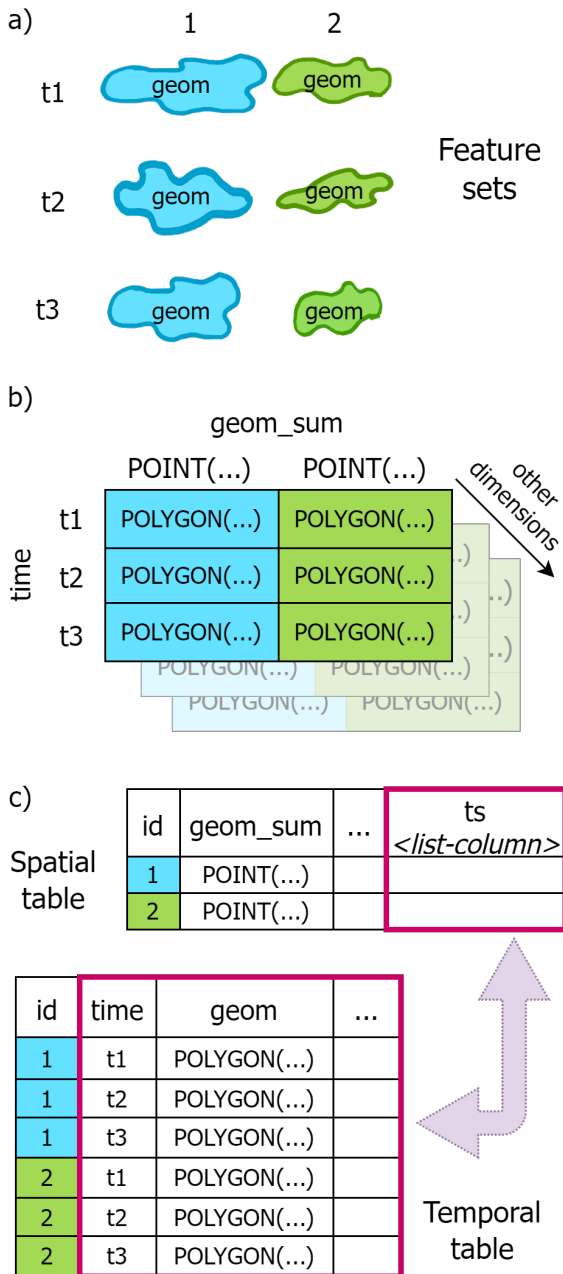 a)
1 2
t1 geom geom
Feature
sets
t2 geom geom
t3 geom geom
b)
geom_sum
POINT(...) POINT(...)
other
dimensions
time
t1 POLYGON(...) POLYGON(...)
t2 POLYGON(...) POLYGON(...)
t3 POLYGON(...) POLYGON(...)
POLYGON(...) POLYGON(...)
POLYGON(...) POLYGON(...)
c)
Spatial
table
id geom_sum ... ts
<list-column>
1 POINT(...)
2 POINT(...)
id time geom ...
1 t1 POLYGON(...)
1 t2 POLYGON(...)
1 t3 POLYGON(...)
2 t1 POLYGON(...)
2 t2 POLYGON(...)
2 t3 POLYGON(...)
Temporal
table